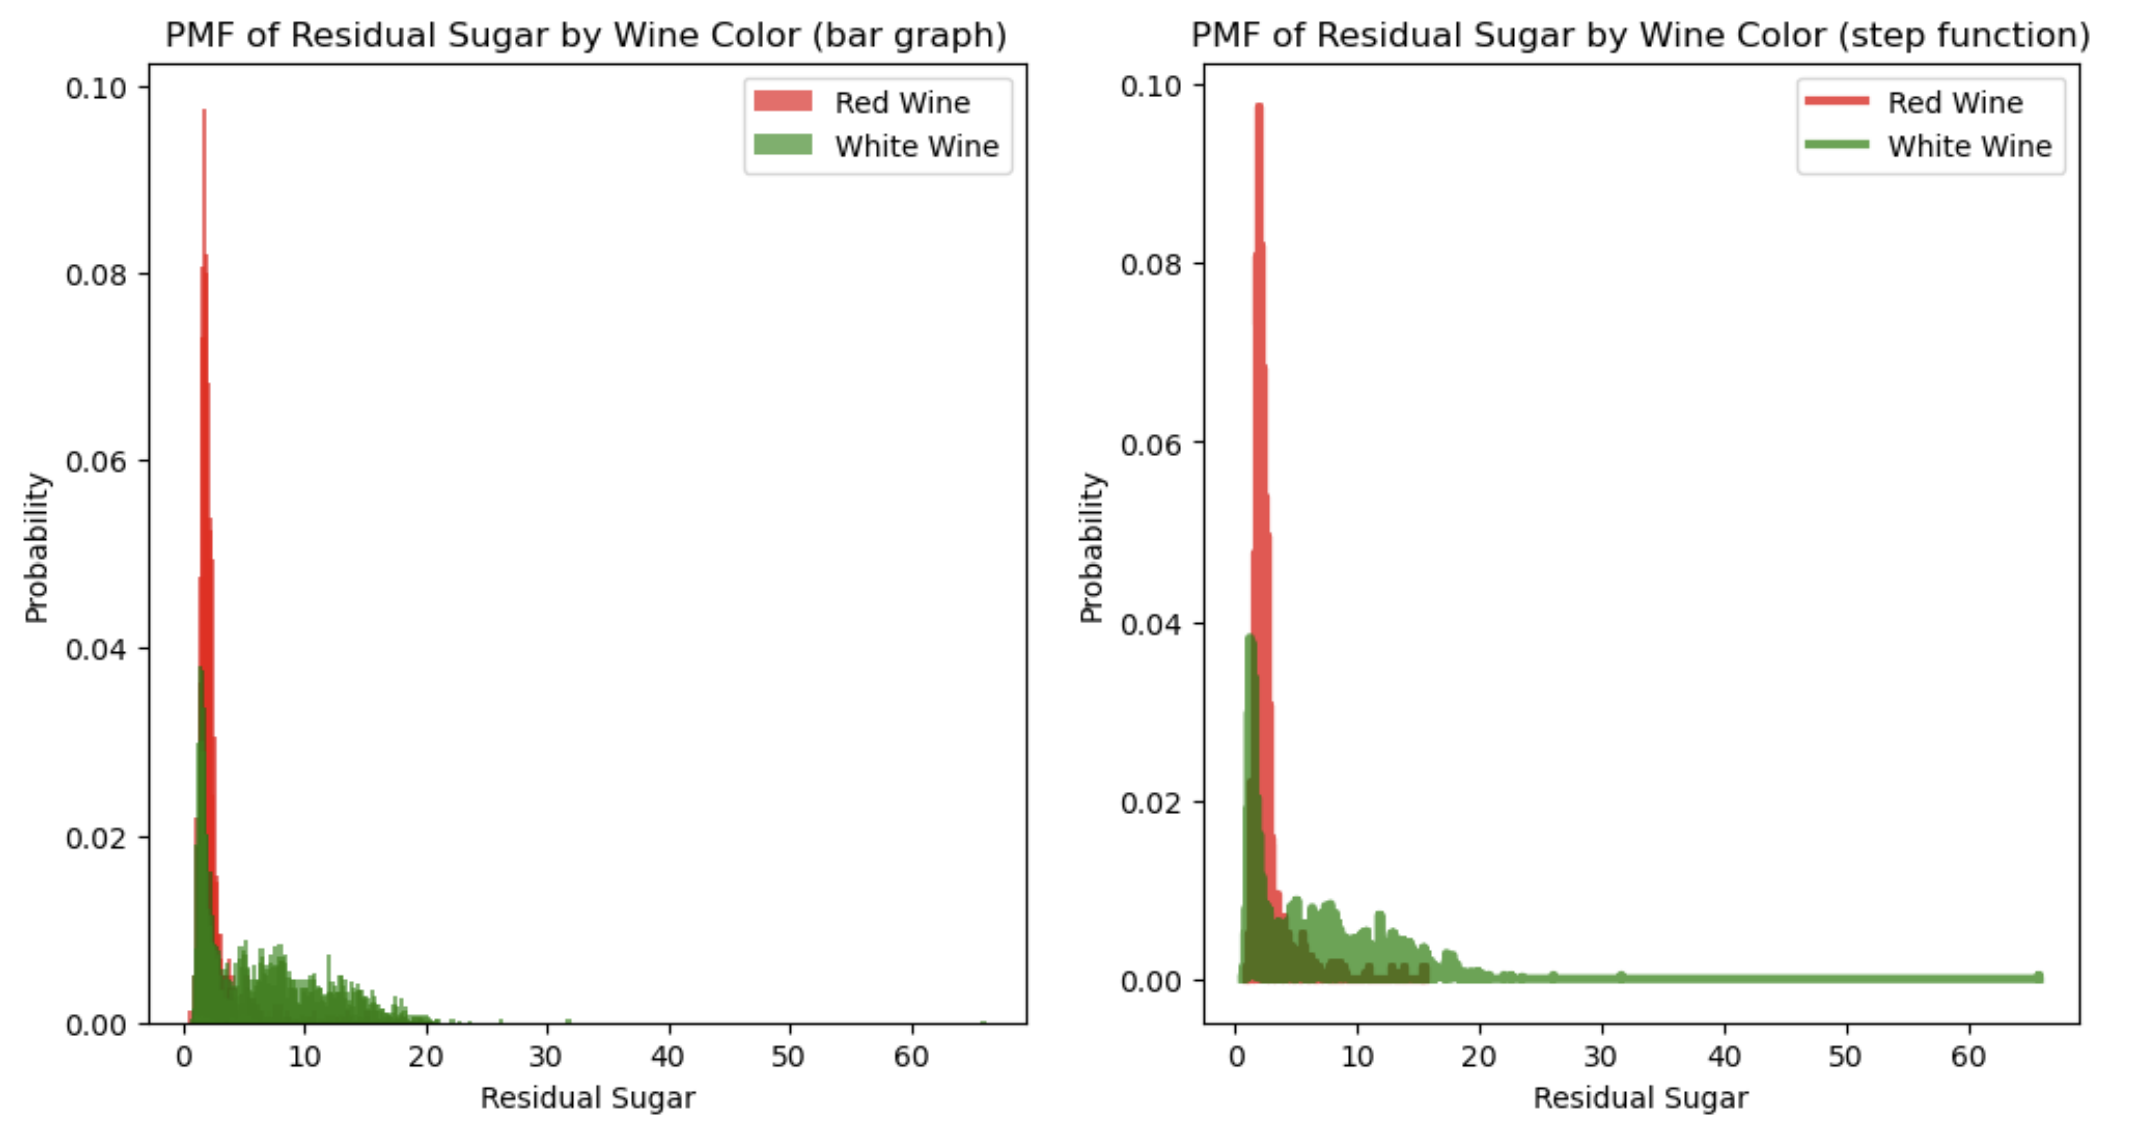 PMF of Residual Sugar by Wine Color (bar graph)
0.10
0.08
0.06
0.04
0.02
0.00
Probability
Red Wine
White Wine
0 10 20 30 40 50 60
Residual Sugar
PMF of Residual Sugar by Wine Color (step function)
0.10
0.08
0.06
0.04
0.02
0.00
Probability
Red Wine
White Wine
0 10 20 30 40 50 60
Residual Sugar